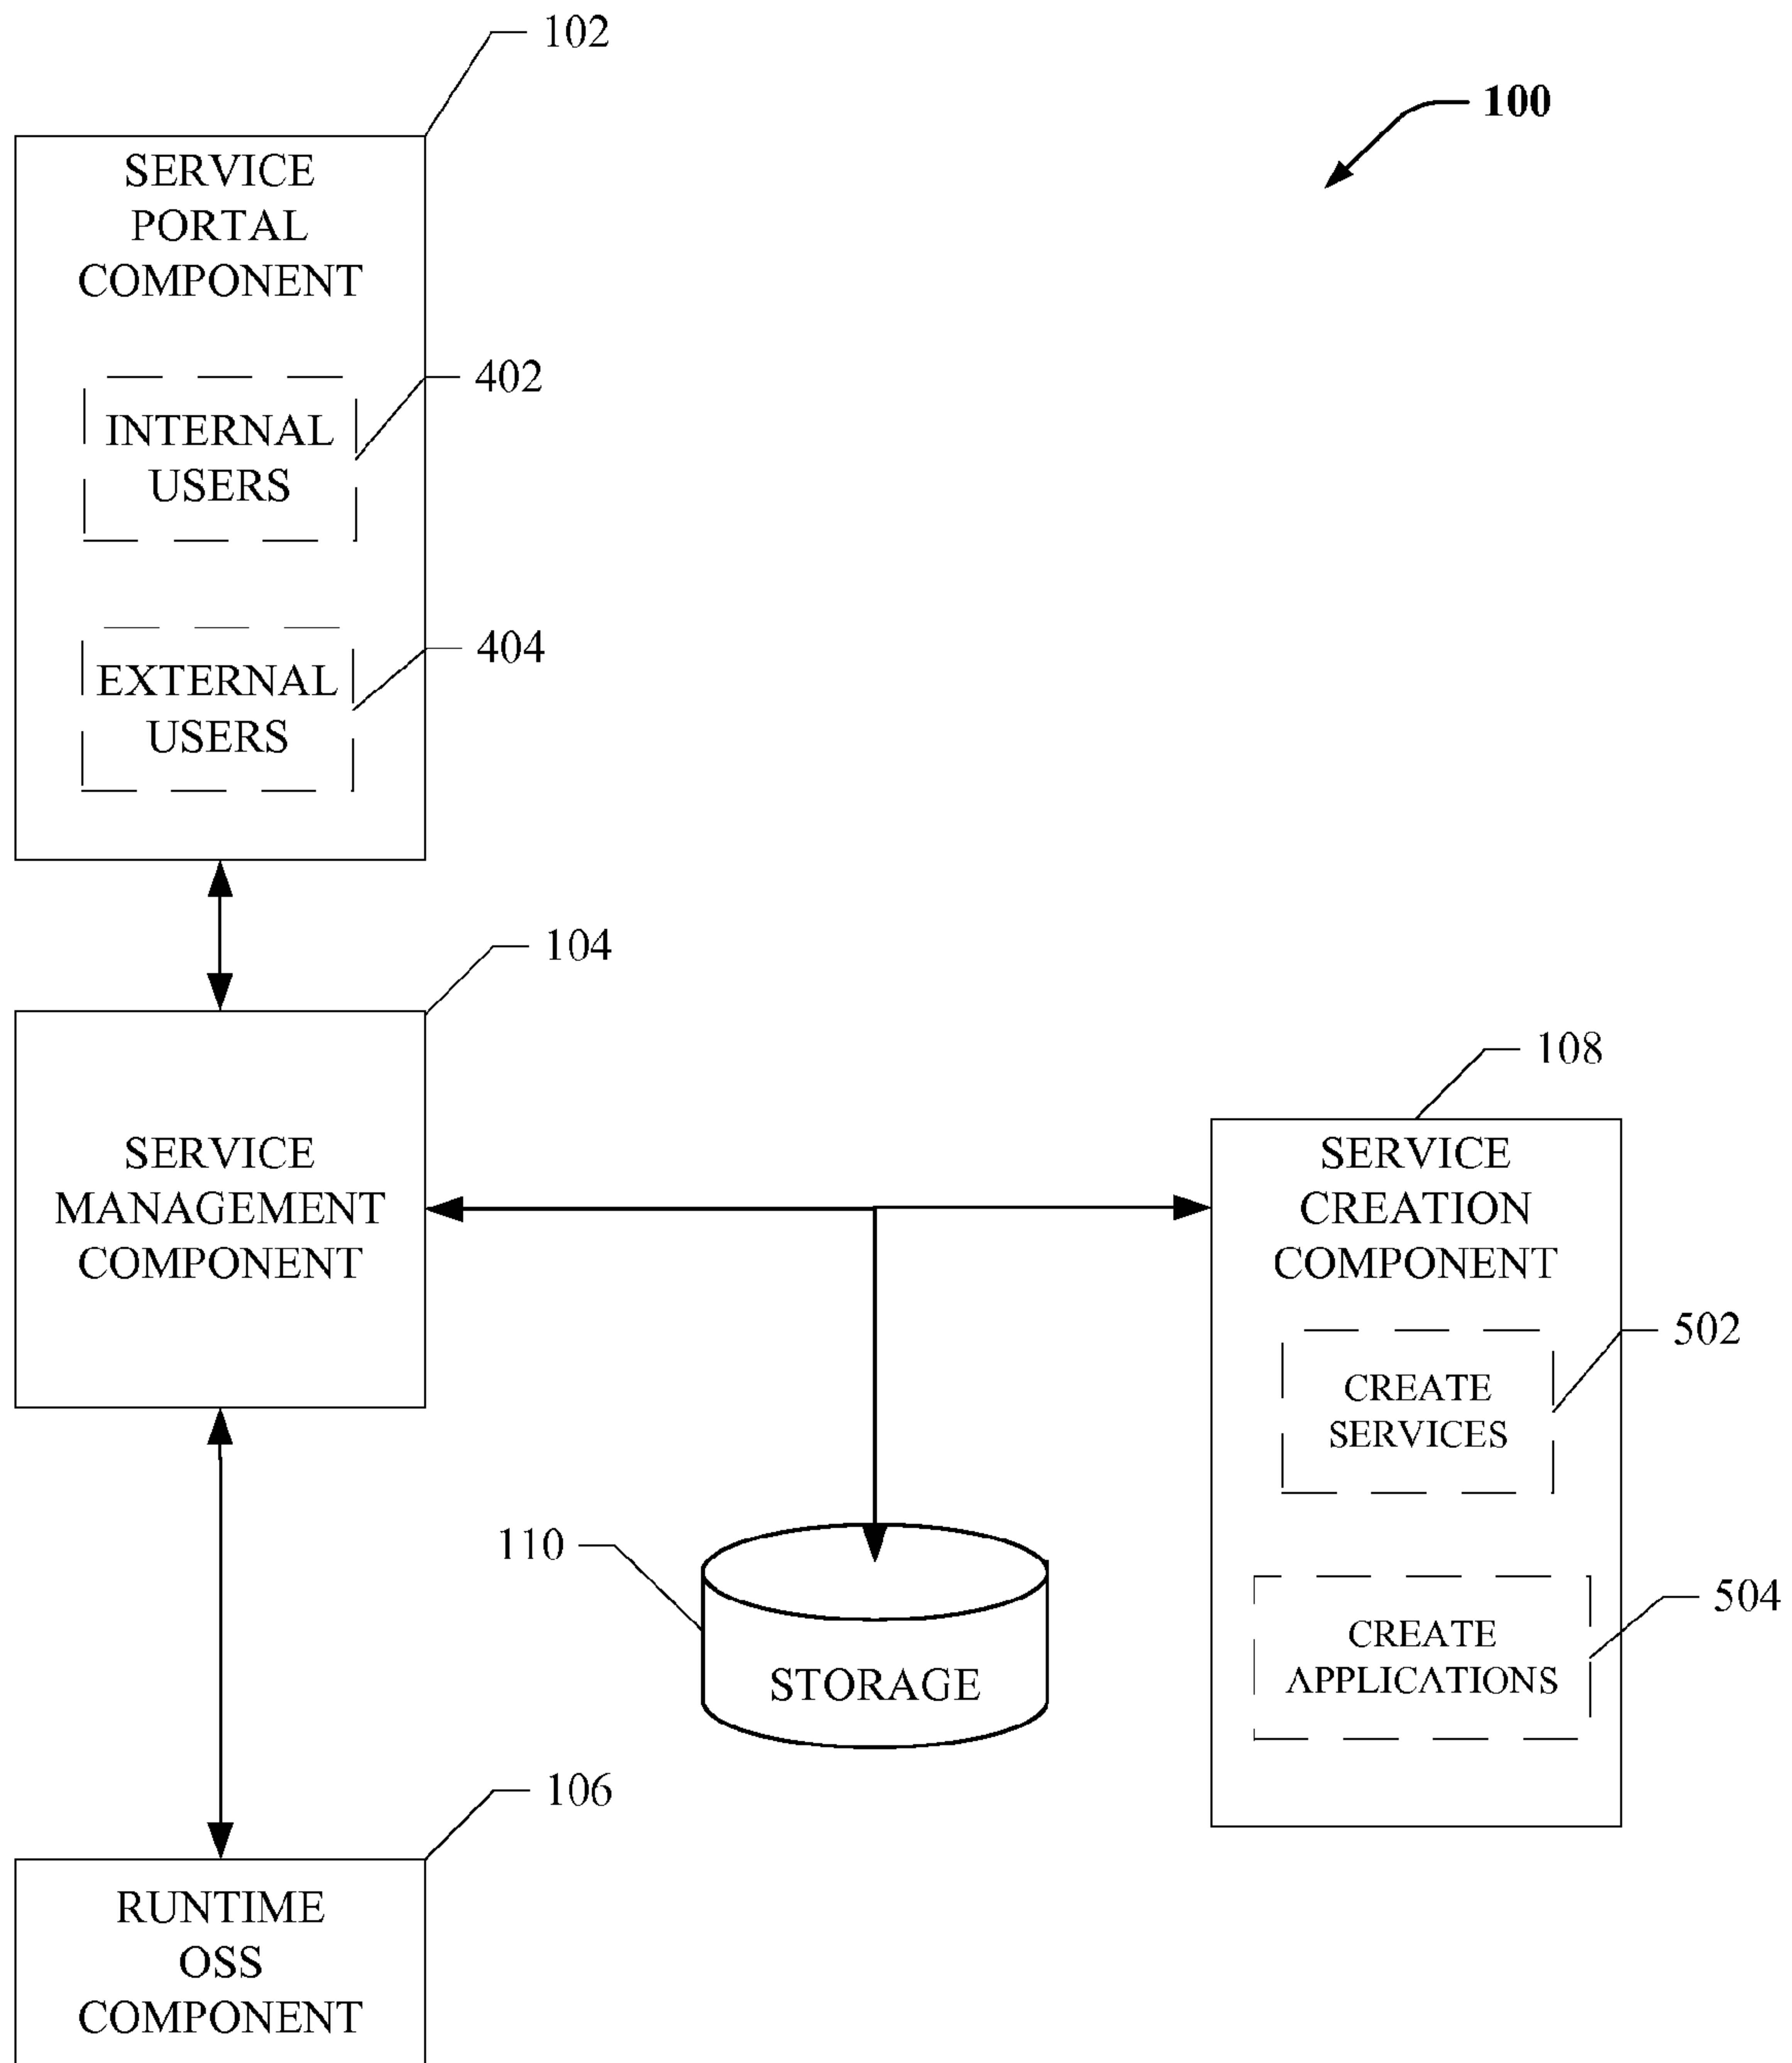 102
100
SERVICE
PORTAL
COMPONENT
402
INTERNAL
USERS
404
EXTERNAL
USERS
104
SERVICE
MANAGEMENT
COMPONENT
108
SERVICE
CREATION
COMPONENT
502
CREATE
SERVICES
110
STORAGE
504
CREATE
APPLICATIONS
106
RUNTIME
OSS
COMPONENT